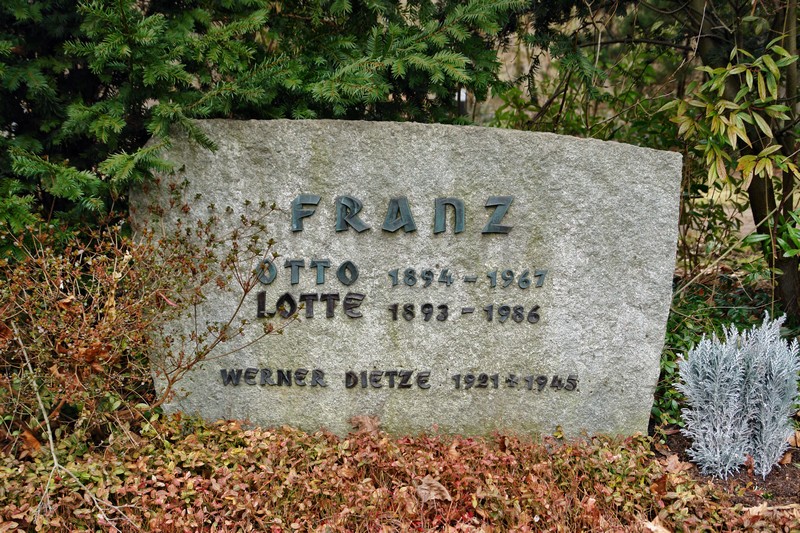 FRANZ
OTTO 1894 - 1967
LOTTE 1893 - 1986
WERNER DIETZE 1921 + 1945